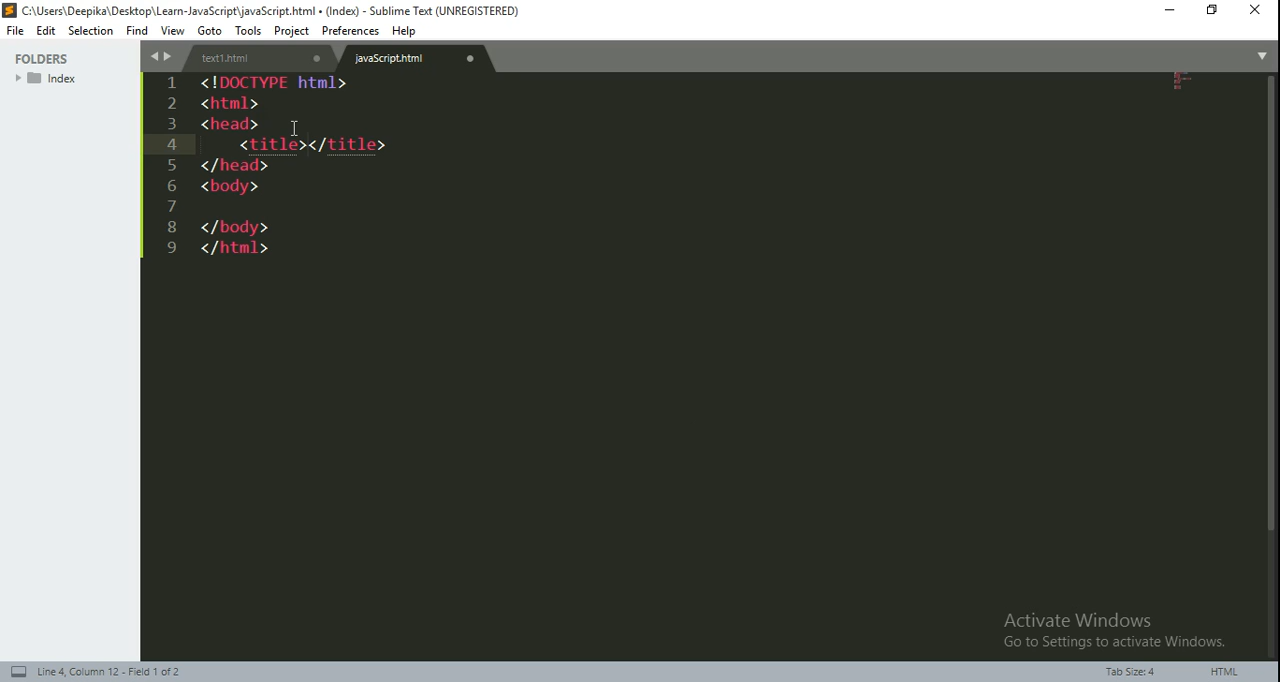 C:\Users\Deepika\Desktop\Learn-JavaScript\javaScript.html • (Index) - Sublime Text (UNREGISTERED)
File Edit Selection Find View Goto Tools Project Preferences Help
FOLDERS
Index
text1.html
javaScript.html
1 <!DOCTYPE html>
2 <html>
3 <head>
4 <title></title>
5 </head>
6 <body>
7
8 </body>
9 </html>
Activate Windows
Go to Settings to activate Windows.
Line 4, Column 12 - Field 1 of 2
Tab Size: 4
HTML